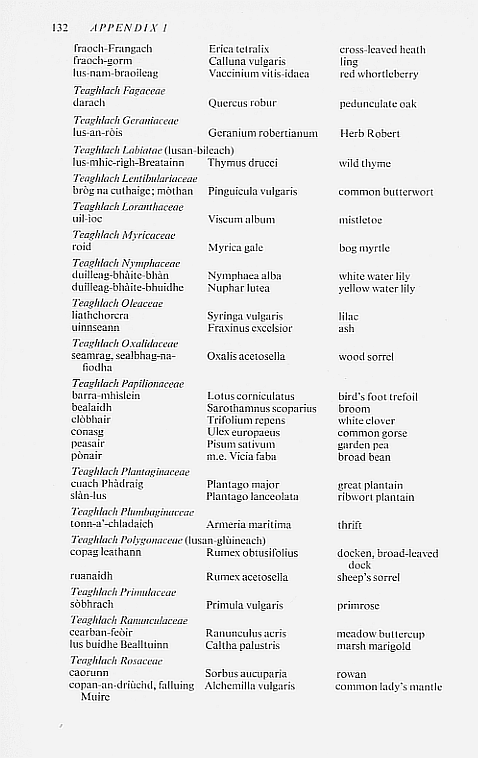 132 APPENDIX I
fraoch-Frangach Erica tetralix cross-leaved heath
fraoch-gorm Calluna vulgaris ling
lus-nam-braoileag Vaccinium vitis-idaea red whortleberry
Teaghlach Fagaceae
darach Quercus robur pedunculate oak
Teaghlach Geraniaceae
lus-an-ròis Geranium robertianum Herb Robert
Teaghlach Labiatae (lusan-bileach)
lus-mhic-righ-Breatainn Thymus drucei wild thyme
Teaghlach Lentibulariaceae
bròg na cuthaige; mòthan Pinguicula vulgaris common butterwort
Teaghlach Loranthaceae
uil-ioc Viscum album mistletoe
Teaghlach Myricaceae
roid Myrica gale bog myrtle
Teaghlach Nymphaceae
duilleag-bhàite-bhàn Nymphaea alba white water lily
duilleag-bhàite-bhuidhe Nuphar lutea yellow water lily
Teaghlach Oleaceae
liathchorcra Syringa vulgaris lilac
uinnseann Fraxinus excelsior ash
Teaghlach Oxalidaceae
seamrag, sealbhag-na- Oxalis acetosella wood sorrel
fiodha
Teaghlach Papilionaceae
barra-mhislein Lotus corniculatus bird's foot trefoil
bealaidh Sarothamnus scoparius broom
clòbhair Trifolium repens white clover
conasg Ulex europaeus common gorse
peasair Pisum sativum garden pea
pònair m.e. Vicia faba broad bean
Teaghlach Plantaginaceae
cuach Phàdraig Plantago major great plantain
slàn-lus Plantago lanceolata ribwort plantain
Teaghlach Plumbaginaceae
tonn-a'-chladaich Armeria maritima thrift
Teaghlach Polygonaceae (lusan-glùineach)
copag leathann Rumex obtusifolius docken, broad-leaved
dock
ruanaidh Rumex acetosella sheep's sorrel
Teaghlach Primulaceae
sòbhrach Primula vulgaris primrose
Teaghlach Ranunculaceae
cearban-feòir Ranunculus acris meadow buttercup
lus buidhe Bealltuinn Caltha palustris marsh marigold
Teaghlach Rosaceae
caorunn Sorbus aucuparia rowan
copan-an-driùchd, falluing Alchemilla vulgaris common lady's mantle
Muire